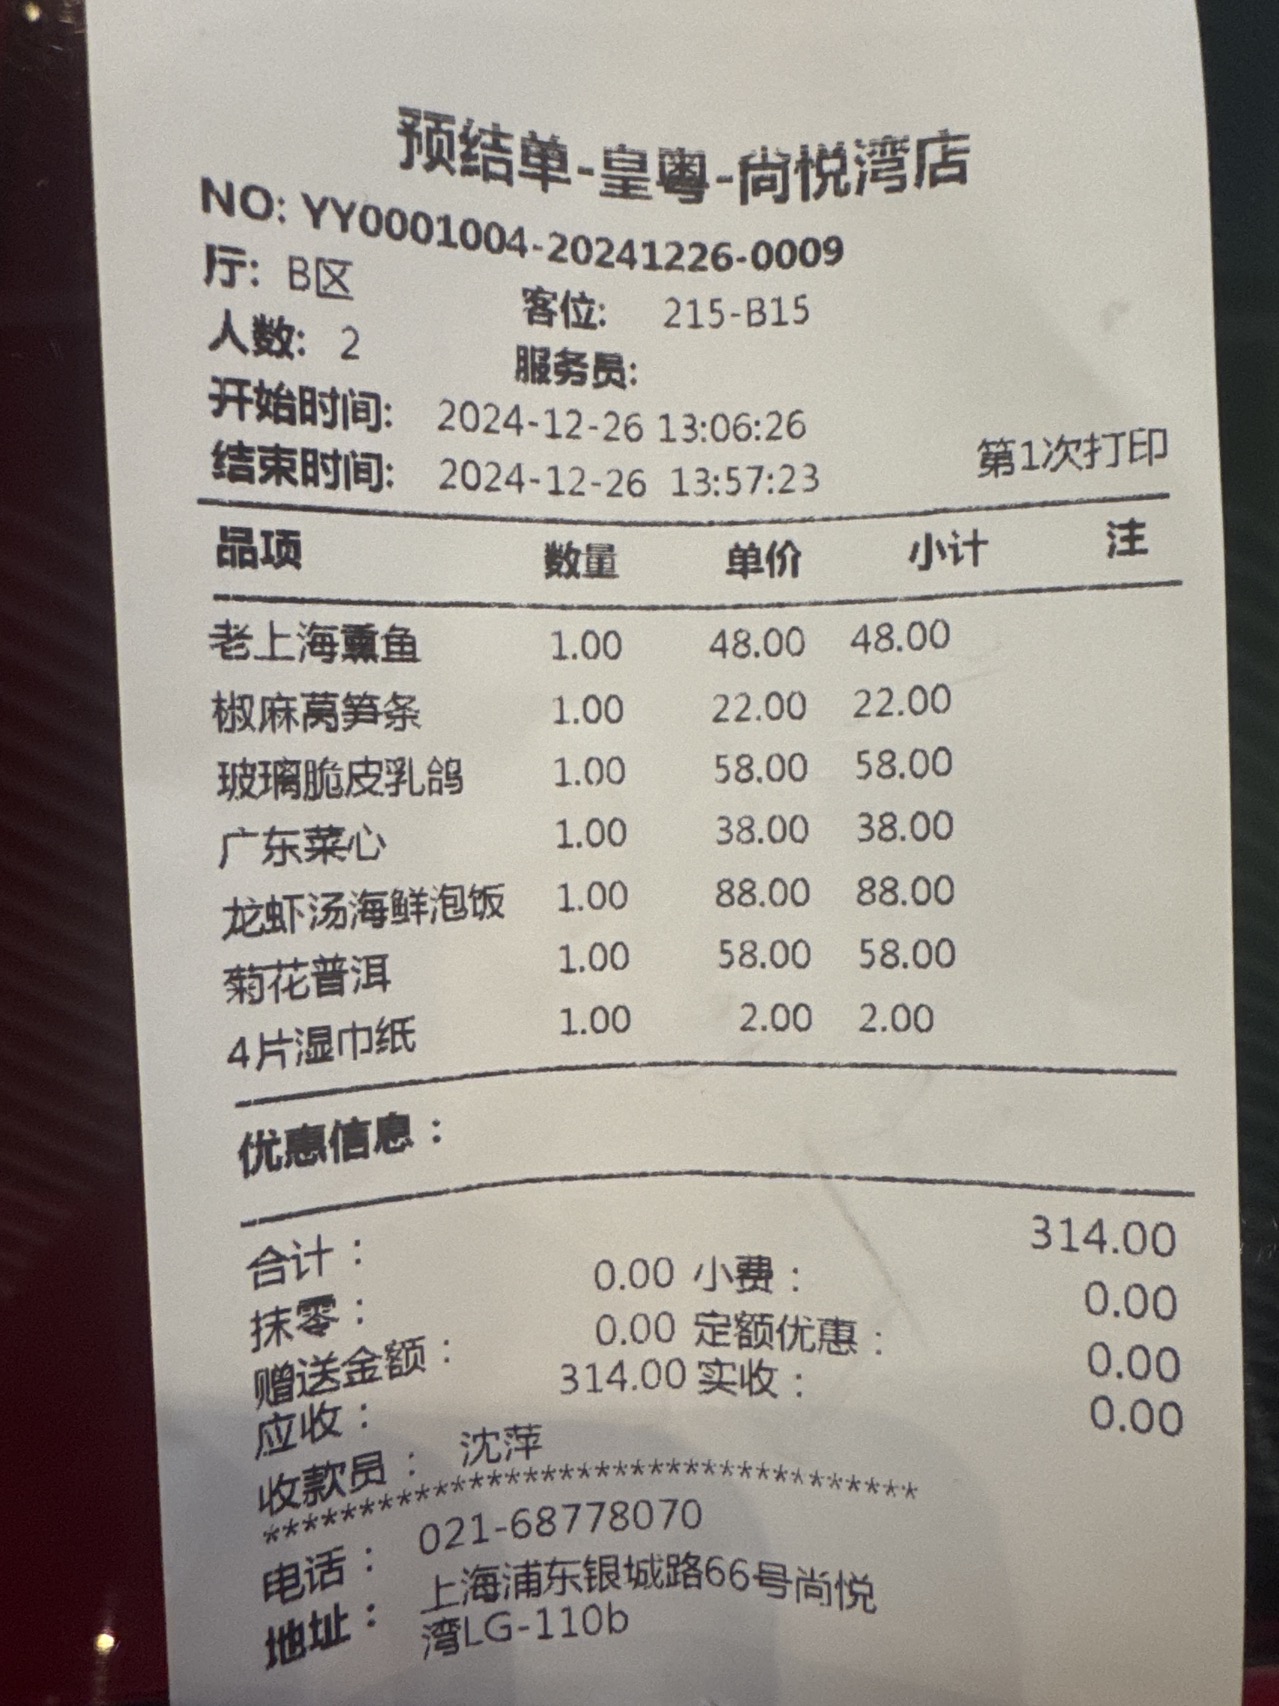 预结单-皇粤-尚悦湾店
NO: YY0001004-20241226-0009
厅: B区 客位: 215-B15
人数: 2 服务员:
开始时间: 2024-12-26 13:06:26
结束时间: 2024-12-26 13:57:23 第1次打印
品项 数量 单价 小计 注
老上海熏鱼 1.00 48.00 48.00
椒麻莴笋条 1.00 22.00 22.00
玻璃脆皮乳鸽 1.00 58.00 58.00
广东菜心 1.00 38.00 38.00
龙虾汤海鲜泡饭 1.00 88.00 88.00
菊花普洱 1.00 58.00 58.00
4片湿巾纸 1.00 2.00 2.00
优惠信息：
合计： 314.00
抹零： 0.00 小费： 0.00
赠送金额： 0.00 定额优惠： 0.00
应收： 314.00 实收： 0.00
收款员： 沈萍
**************************************
电话： 021-68778070
地址： 上海浦东银城路66号尚悦
湾LG-110b